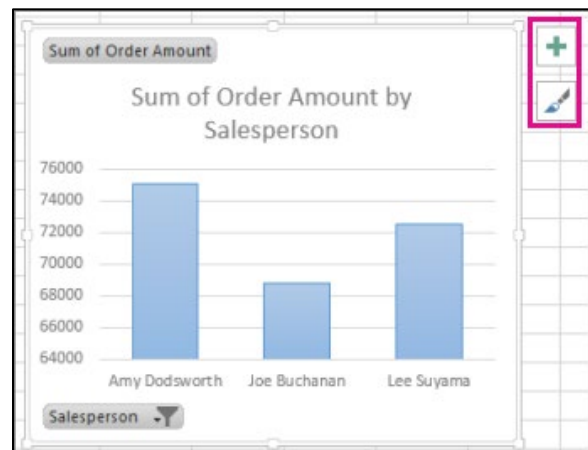 Sum of Order Amount
Sum of Order Amount by
Salesperson
76000
74000
72000
70000
68000
66000
64000
Amy Dodsworth Joe Buchanan Lee Suyama
Salesperson